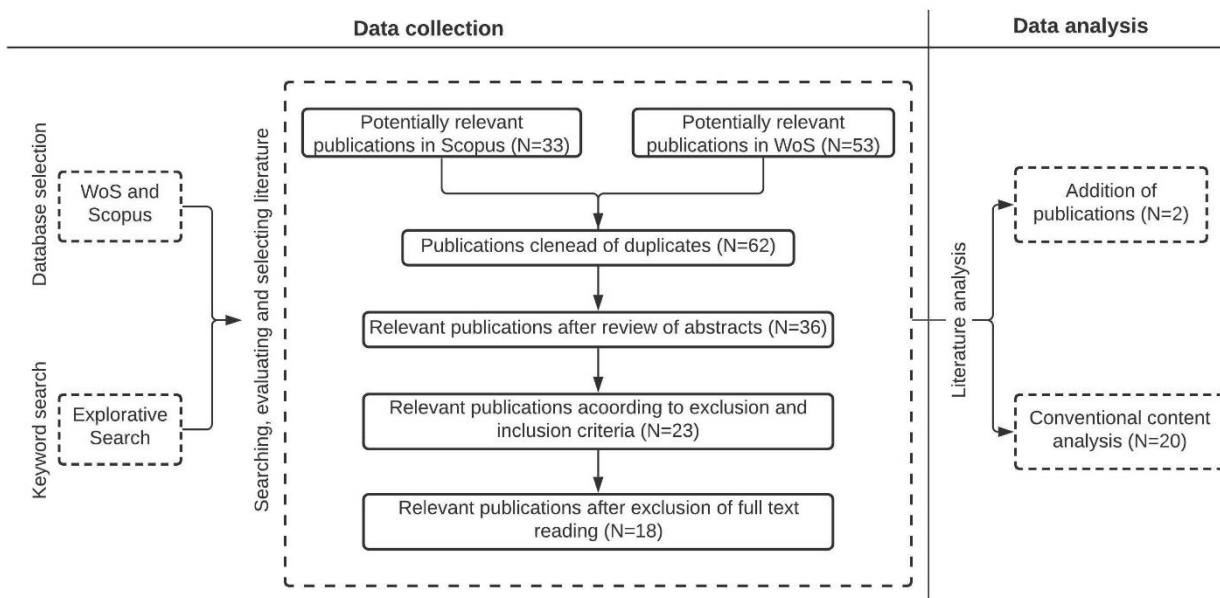 Data collection
Data analysis
Database selection
WoS and
Scopus
Keyword search
Explorative
Search
Searching, evaluating and selecting literature
Potentially relevant
publications in Scopus (N=33)
Potentially relevant
publications in WoS (N=53)
Publications clenead of duplicates (N=62)
Relevant publications after review of abstracts (N=36)
Relevant publications acoording to exclusion and
inclusion criteria (N=23)
Relevant publications after exclusion of full text
reading (N=18)
Literature analysis
Addition of
publications (N=2)
Conventional content
analysis (N=20)